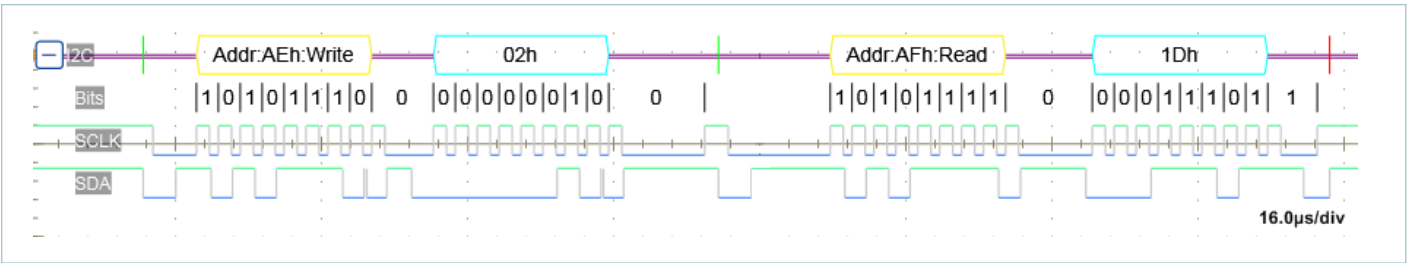 I2C Addr:AEh:Write 02h Addr:AFh:Read 1Dh
Bits 1 0 1 0 1 1 1 0 0 0 0 0 0 0 0 1 0 0 1 0 1 0 1 1 1 1 0 0 0 0 1 1 1 0 1 1
SCLK
SDA
16.0µs/div